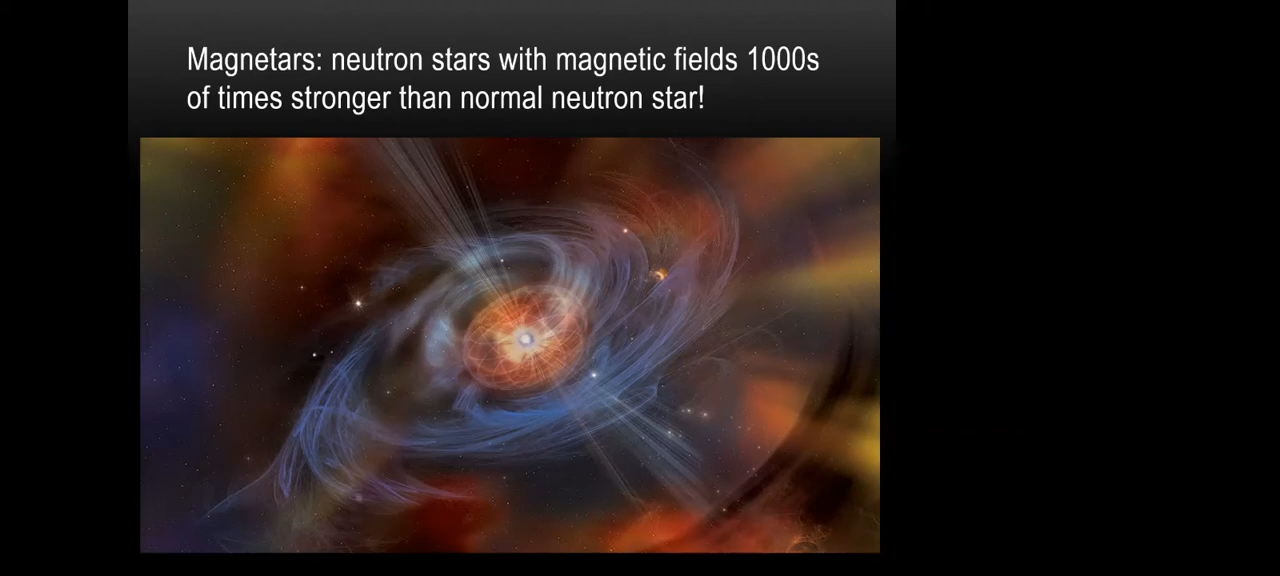 Magnetars: neutron stars with magnetic fields 1000s
of times stronger than normal neutron star!